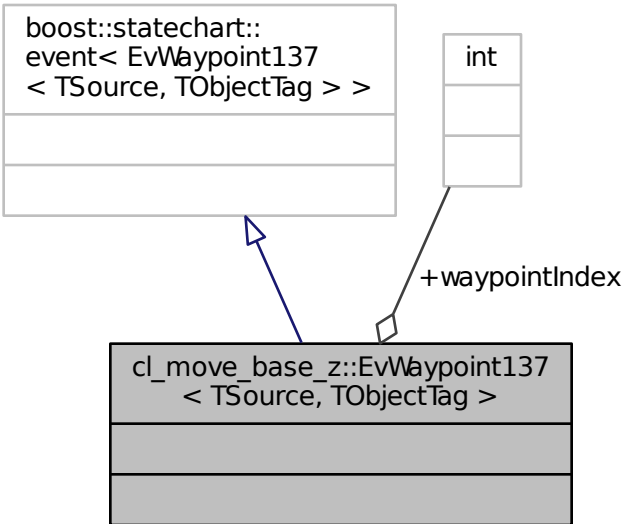 boost::statechart::
event< EvWaypoint137
< TSource, TObjectTag > >
int
+waypointIndex
cl_move_base_z::EvWaypoint137
< TSource, TObjectTag >